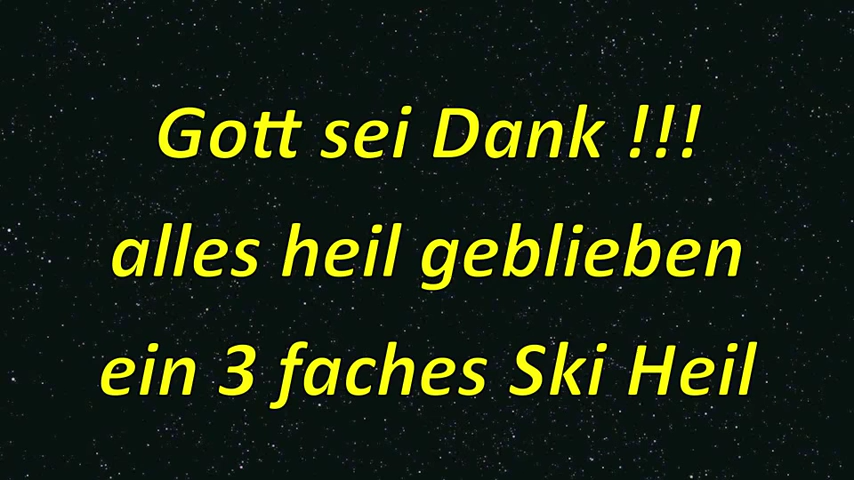 Gott sei Dank !!!
alles heil geblieben
ein 3 faches Ski Heil